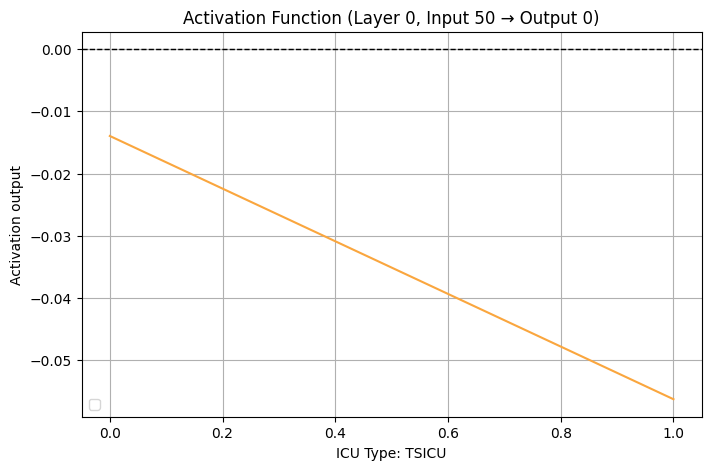 Activation Function (Layer 0, Input 50 → Output 0)
0.00
−0.01
−0.02
−0.03
−0.04
−0.05
Activation output
0.0 0.2 0.4 0.6 0.8 1.0
ICU Type: TSICU